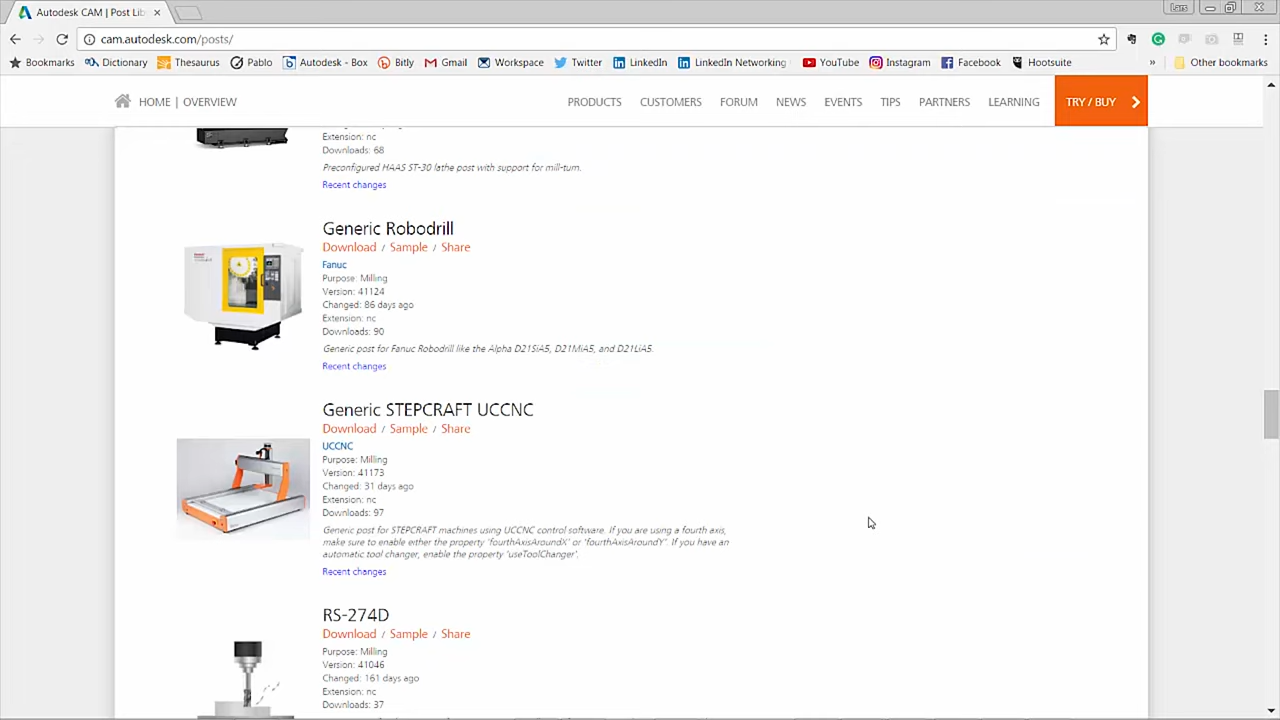 Autodesk CAM | Post Lib
Lars
cam.autodesk.com/posts/
Bookmarks Dictionary Thesaurus Pablo Autodesk - Box Bitly Gmail Workspace Twitter LinkedIn LinkedIn Networking YouTube Instagram Facebook Hootsuite » Other bookmarks
HOME | OVERVIEW PRODUCTS CUSTOMERS FORUM NEWS EVENTS TIPS PARTNERS LEARNING TRY / BUY
Extension: nc
Downloads: 68
Preconfigured HAAS ST-30 lathe post with support for mill-turn.
Recent changes
Generic Robodrill
Download / Sample / Share
Fanuc
Purpose: Milling
Version: 41124
Changed: 86 days ago
Extension: nc
Downloads: 90
Generic post for Fanuc Robodrill like the Alpha D21SiA5, D21MiA5, and D21LiA5.
Recent changes
Generic STEPCRAFT UCCNC
Download / Sample / Share
UCCNC
Purpose: Milling
Version: 41173
Changed: 31 days ago
Extension: nc
Downloads: 97
Generic post for STEPCRAFT machines using UCCNC control software. If you are using a fourth axis,
make sure to enable either the property 'fourthAxisAroundX' or 'fourthAxisAroundY'. If you have an
automatic tool changer, enable the property 'useToolChanger'.
Recent changes
RS-274D
Download / Sample / Share
Purpose: Milling
Version: 41046
Changed: 161 days ago
Extension: nc
Downloads: 37